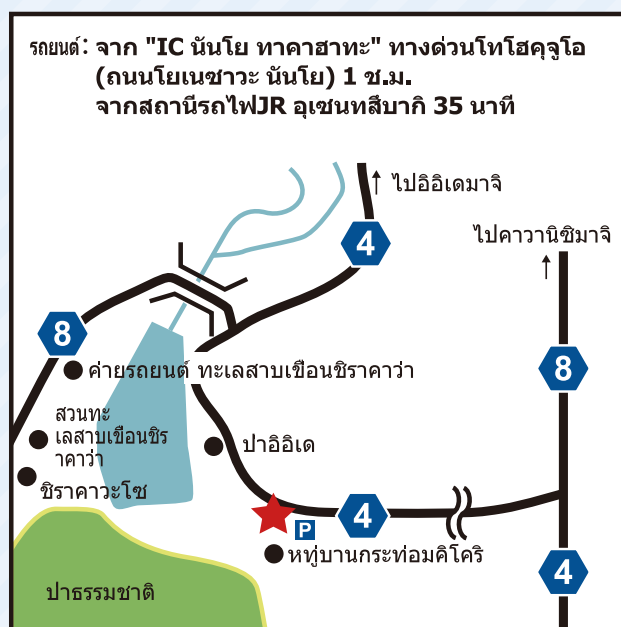 รถยนต์: จาก "IC นันโย ทาคาฮาทะ" ทางด่วนโทโฮคุจูโอ
(ถนนโยเนซาวะ นันโย) 1 ช.ม.
จากสถานีรถไฟJR อุเซนทสึบากิ 35 นาที
↑ ไปอิอิเดมาจิ
4
ไปคาวานิชิมาจิ
↑
8
8
ค่ายรถยนต์ ทะเลสาบเขื่อนชิราคาว่า
สวนทะ
เลสาบเขื่อนชิร
าคาว่า
ปาอิอิเด
ชิราคาวะโซ
4
P
หทู่บานกระท่อมคิโคริ
4
ปาธรรมชาติ